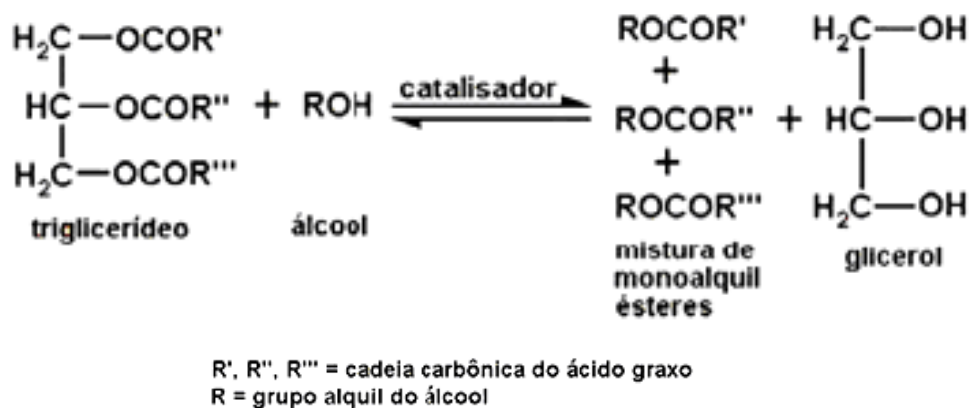 H₂C—OCOR' ROCOR' H₂C—OH
+
HC—OCOR" + ROH catalisador ROCOR" + HC—OH
+
H₂C—OCOR''' ROCOR''' H₂C—OH
triglicerídeo álcool mistura de monoalquil ésteres glicerol
R', R", R''' = cadeia carbônica do ácido graxo
R = grupo alquil do álcool